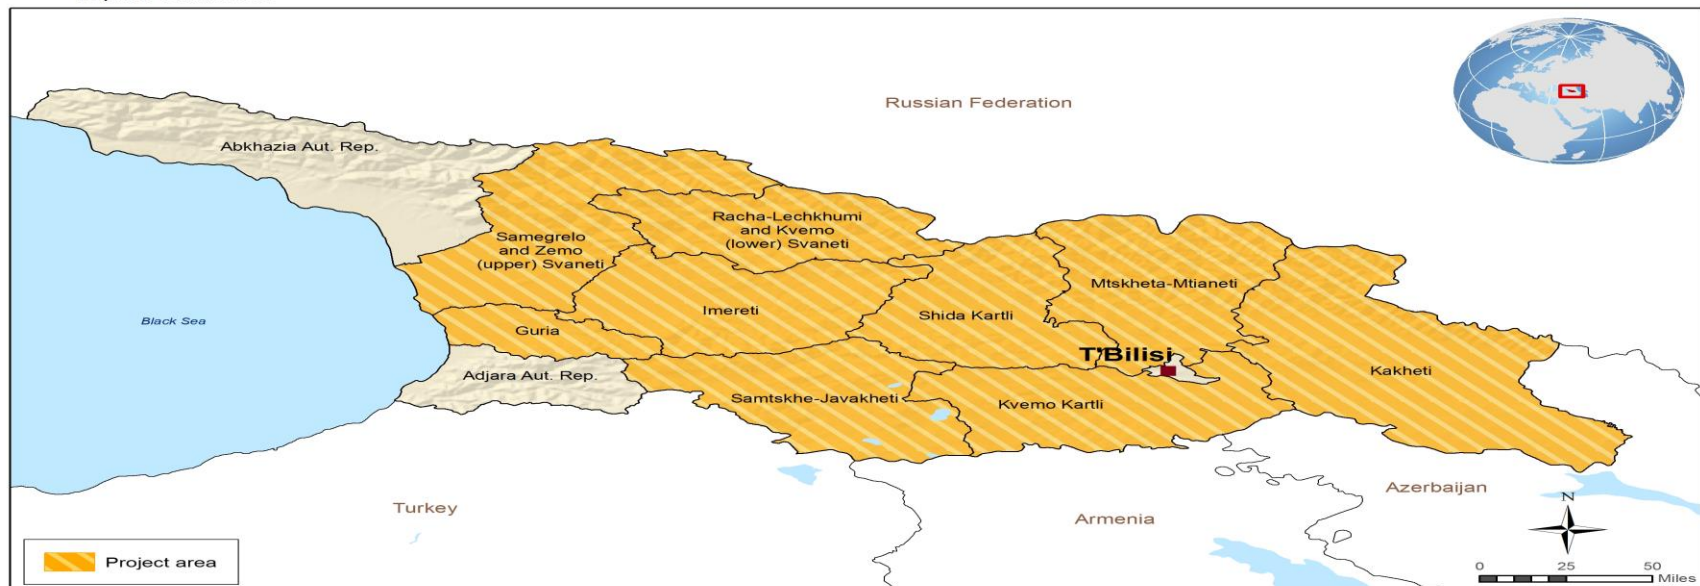 Russian Federation
Abkhazia Aut. Rep.
Racha-Lechkhumi
and Kvemo
(lower) Svaneti
Samegrelo
and Zemo
(upper) Svaneti
Mtskheta-Mtianeti
Imereti
Shida Kartli
Black Sea
Guria
T'Bilisi
Adjara Aut. Rep.
Kakheti
Samtskhe-Javakheti
Kvemo Kartli
Azerbaijan
N
Turkey
Armenia
Project area
0 25 50
Miles